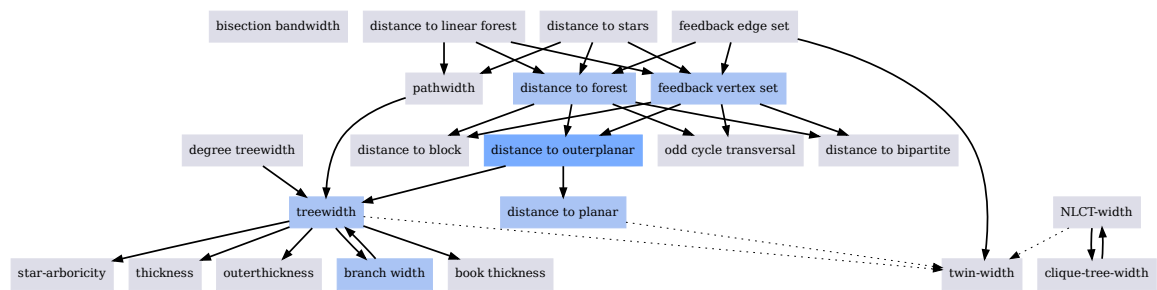 bisection bandwidth
distance to linear forest
distance to stars
feedback edge set
pathwidth
distance to forest
feedback vertex set
degree treewidth
distance to block
distance to outerplanar
odd cycle transversal
distance to bipartite
treewidth
distance to planar
NLCT-width
star-arboricity
thickness
outerthickness
branch width
book thickness
twin-width
clique-tree-width